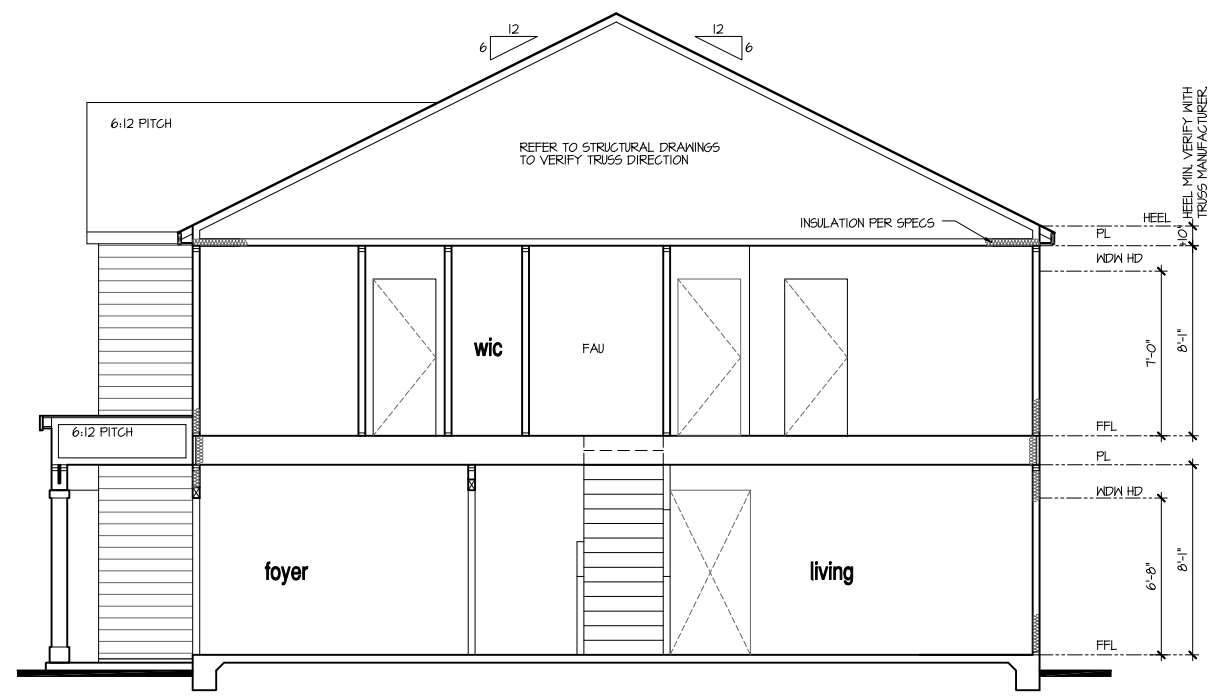 12
6
12
6
6:12 PITCH
REFER TO STRUCTURAL DRAWINGS
TO VERIFY TRUSS DIRECTION
INSULATION PER SPECS
HEEL
HEEL MIN. VERIFY WITH
TRUSS MANUFACTURER.
PL
10"
WDW HD
wic
FAU
7'-0"
8'-1"
6:12 PITCH
FFL
PL
WDW HD
foyer
living
6'-8"
8'-1"
FFL